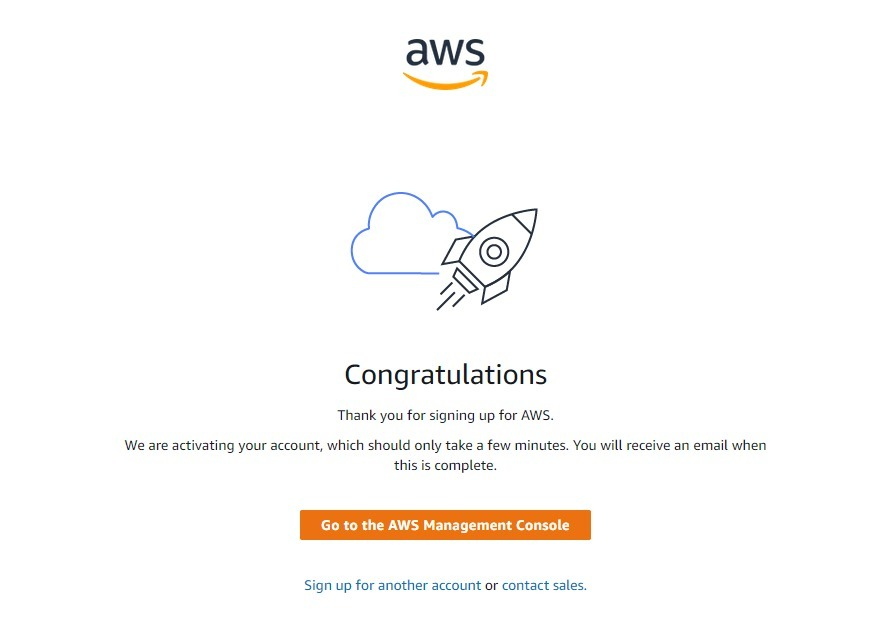 aws
Congratulations
Thank you for signing up for AWS.
We are activating your account, which should only take a few minutes. You will receive an email when
this is complete.
Go to the AWS Management Console
Sign up for another account or contact sales.